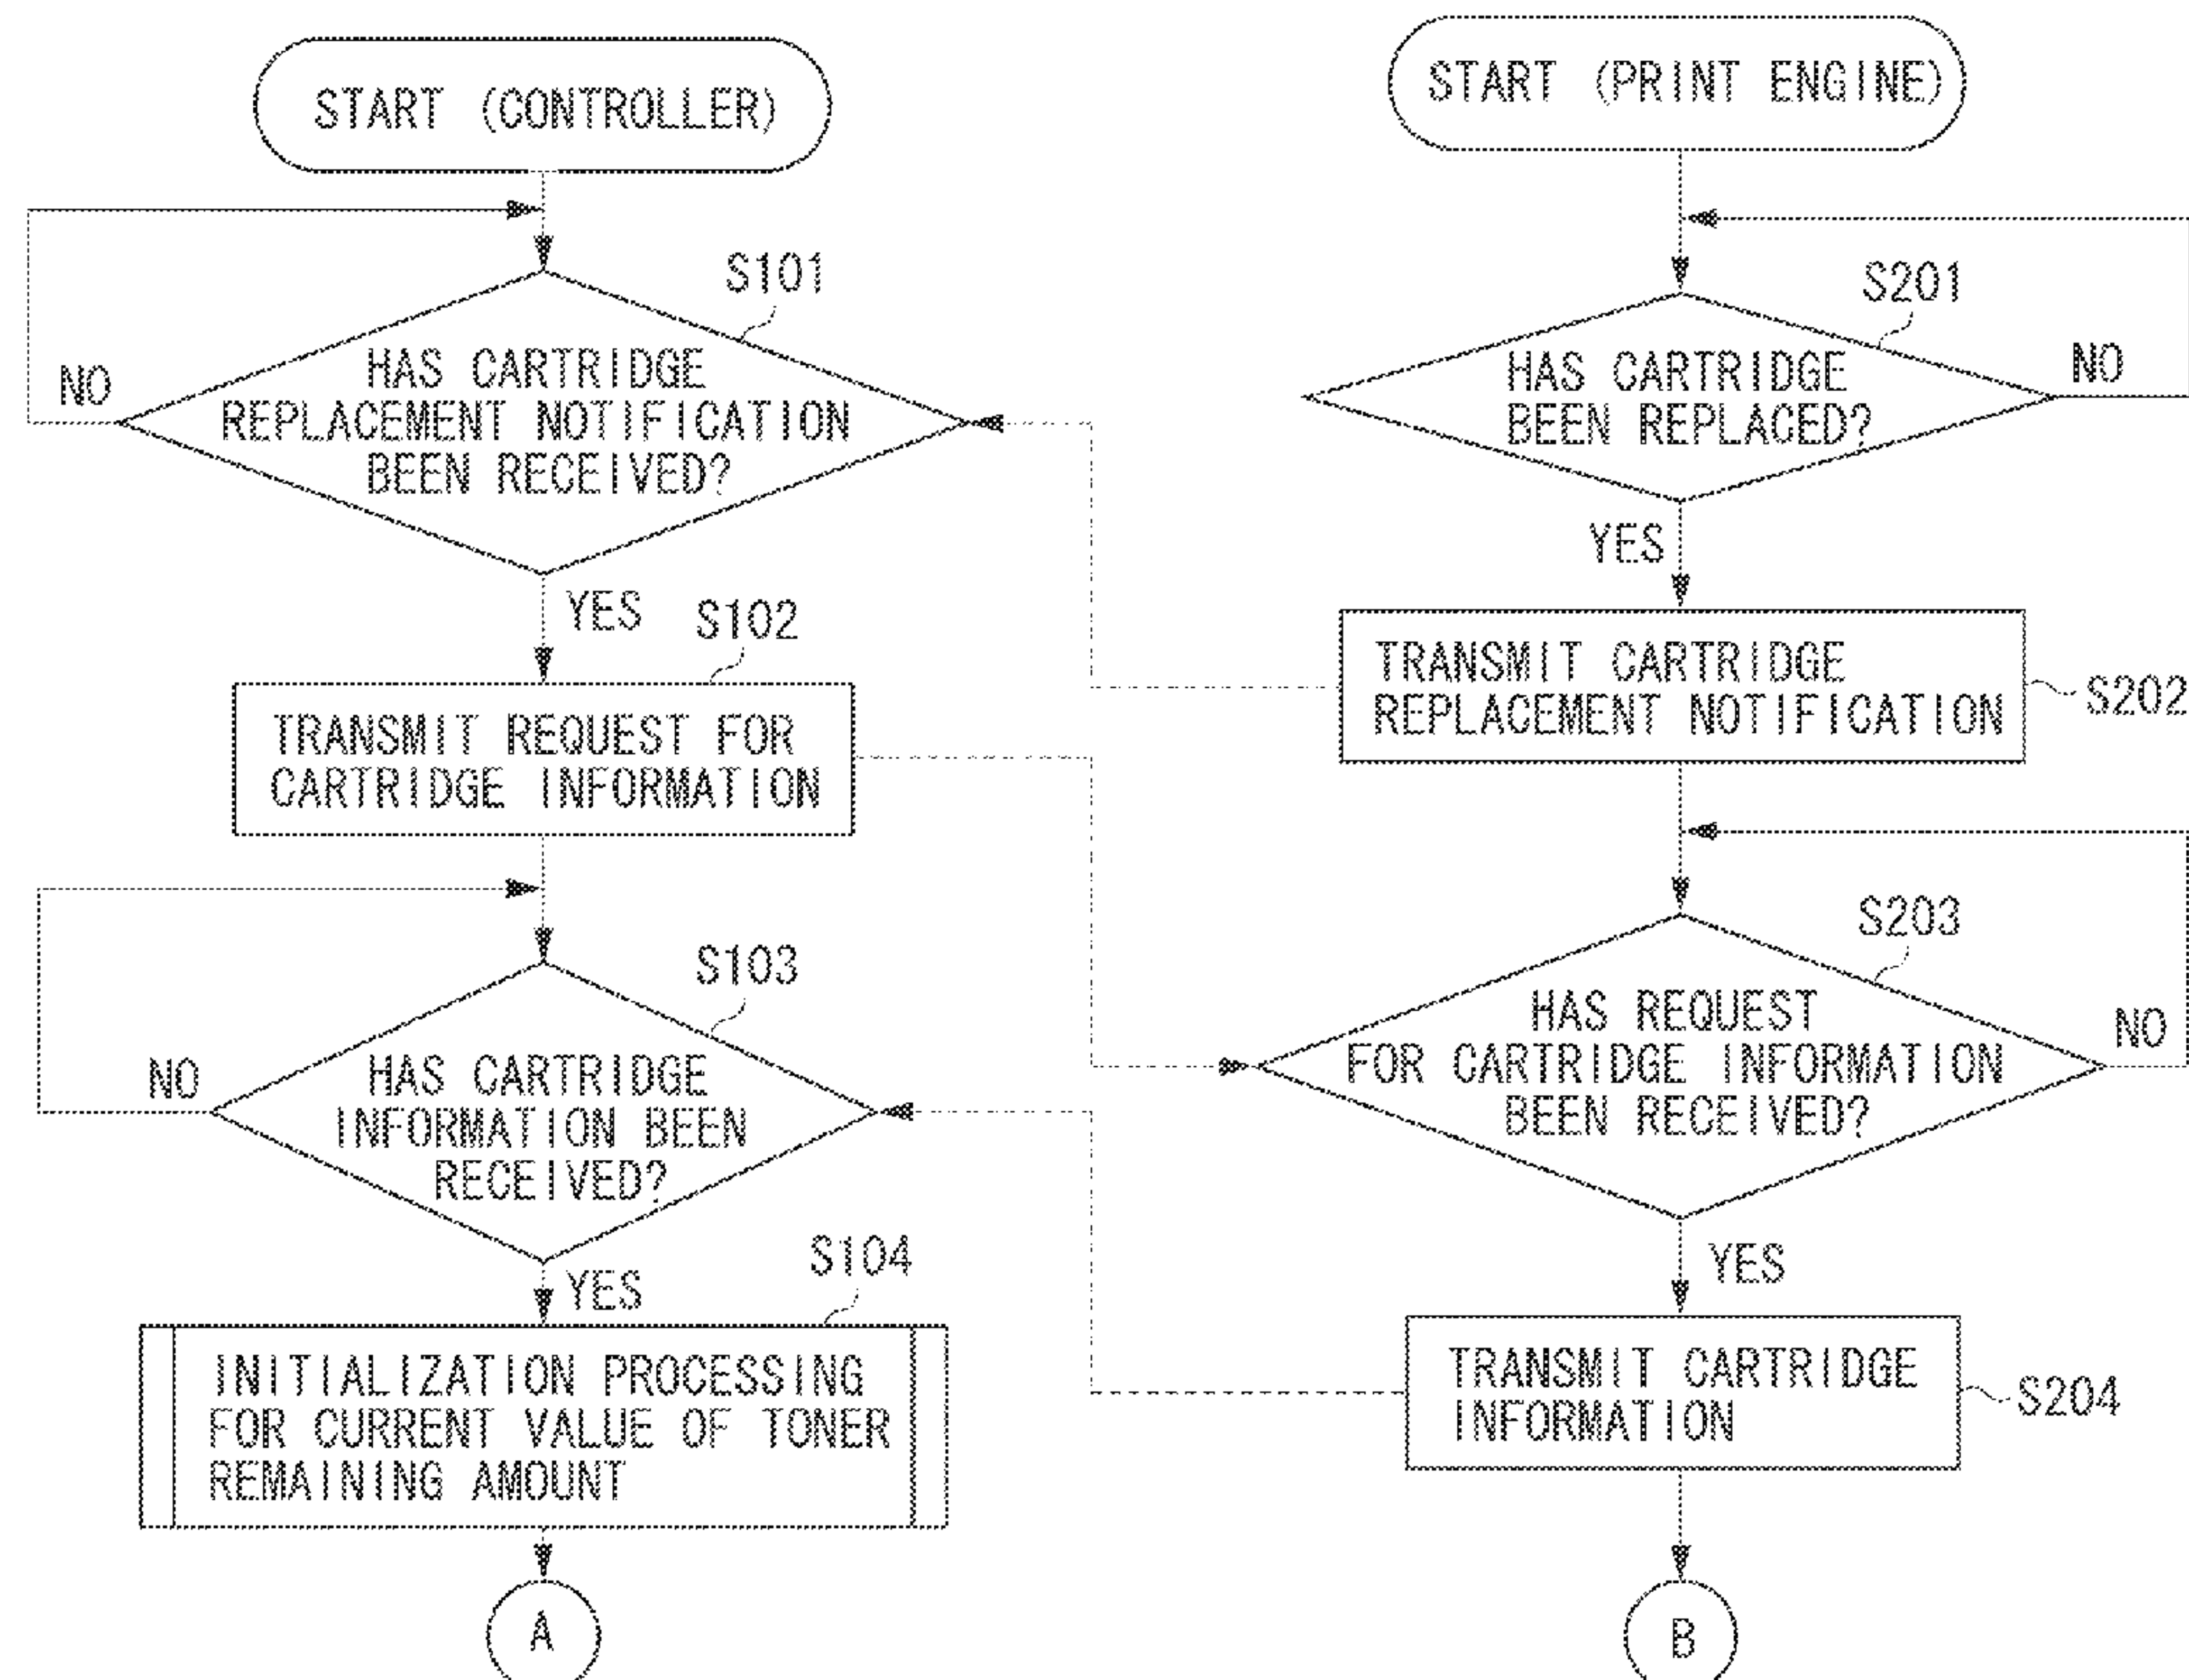 START (CONTROLLER)
S101
HAS CARTRIDGE
REPLACEMENT NOTIFICATION
BEEN RECEIVED?
NO
YES
S102
TRANSMIT REQUEST FOR
CARTRIDGE INFORMATION
S103
HAS CARTRIDGE
INFORMATION BEEN
RECEIVED?
NO
YES
S104
INITIALIZATION PROCESSING
FOR CURRENT VALUE OF TONER
REMAINING AMOUNT
A
START (PRINT ENGINE)
S201
HAS CARTRIDGE
BEEN REPLACED?
NO
YES
TRANSMIT CARTRIDGE
REPLACEMENT NOTIFICATION
S202
S203
HAS REQUEST
FOR CARTRIDGE INFORMATION
BEEN RECEIVED?
NO
YES
TRANSMIT CARTRIDGE
INFORMATION
S204
B